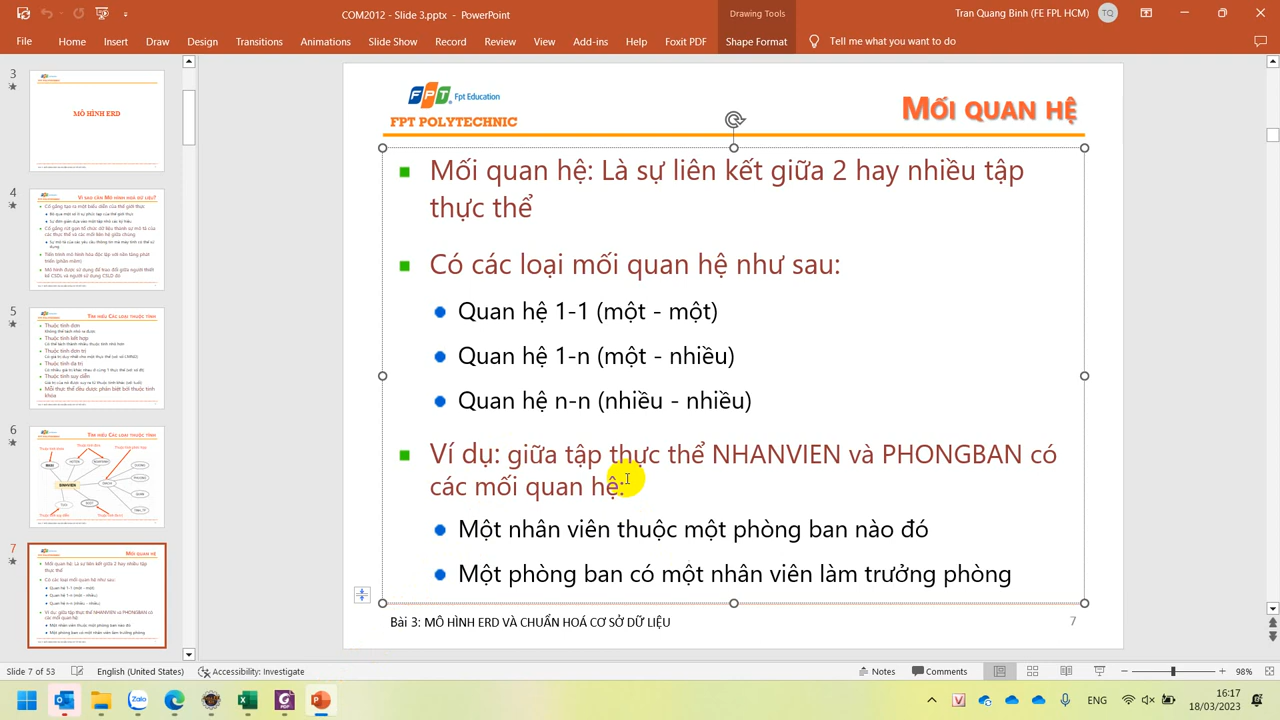 COM2012 - Slide 3.pptx - PowerPoint
Drawing Tools
Tran Quang Binh (FE FPL HCM)
TQ
File
Home
Insert
Draw
Design
Transitions
Animations
Slide Show
Record
Review
View
Add-ins
Help
Foxit PDF
Shape Format
Tell me what you want to do
3
MÔ HÌNH ERD
4
5
6
7
Fpt Education
FPT POLYTECHNIC
MỐI QUAN HỆ
Mối quan hệ: Là sự liên kết giữa 2 hay nhiều tập
thực thể
Có các loại mối quan hệ như sau:
Quan hệ 1-1 (một - một)
Quan hệ 1-n (một - nhiều)
Quan hệ n-n (nhiều - nhiều)
Ví dụ: giữa tập thực thể NHANVIEN và PHONGBAN có
các mối quan hệ:
Một nhân viên thuộc một phòng ban nào đó
Một phòng ban có một nhân viên làm trưởng phòng
Bài 3: MÔ HÌNH ERD VÀ CHUẨN HOÁ CƠ SỞ DỮ LIỆU
7
Slide 7 of 53
English (United States)
Accessibility: Investigate
Notes
Comments
98%
Zalo
ENG
16:17
18/03/2023